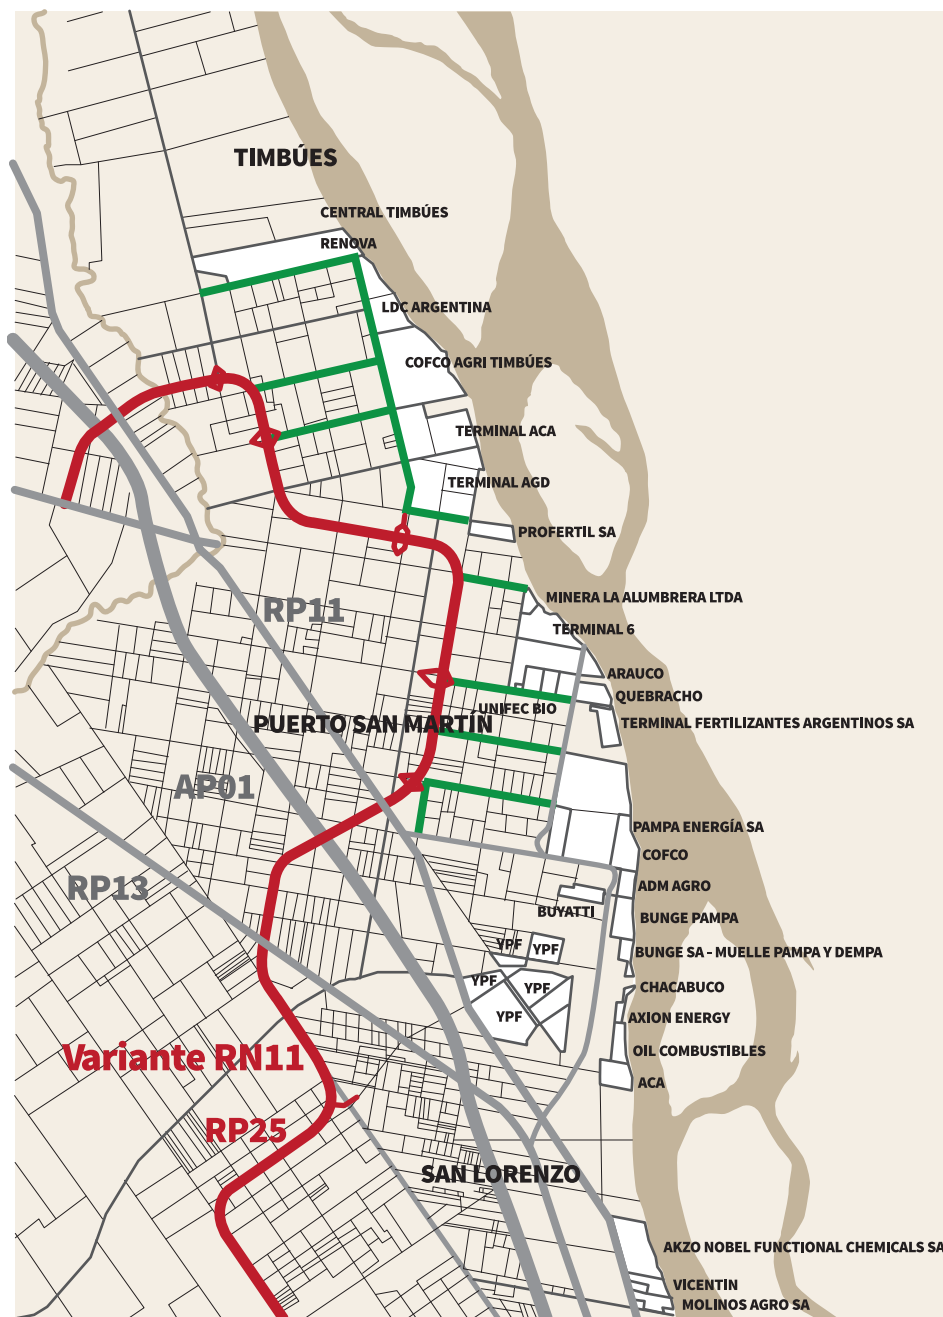 TIMBÚES
CENTRAL TIMBÚES
RENOVA
LDC ARGENTINA
COFCO AGRI TIMBÚES
TERMINAL ACA
TERMINAL AGD
PROFERTIL SA
MINERA LA ALUMBRERA LTDA
RP11
TERMINAL 6
ARAUCO
QUEBRACHO
UNIFEC BIO
PUERTO SAN MARTÍN
TERMINAL FERTILIZANTES ARGENTINOS SA
AP01
PAMPA ENERGÍA SA
COFCO
RP13
ADM AGRO
BUYATTI
BUNGE PAMPA
YPF
YPF
BUNGE SA - MUELLE PAMPA Y DEMPA
YPF
YPF
CHACABUCO
YPF
AXION ENERGY
Variante RN11
OIL COMBUSTIBLES
ACA
RP25
SAN LORENZO
AKZO NOBEL FUNCTIONAL CHEMICALS SA
VICENTIN
MOLINOS AGRO SA